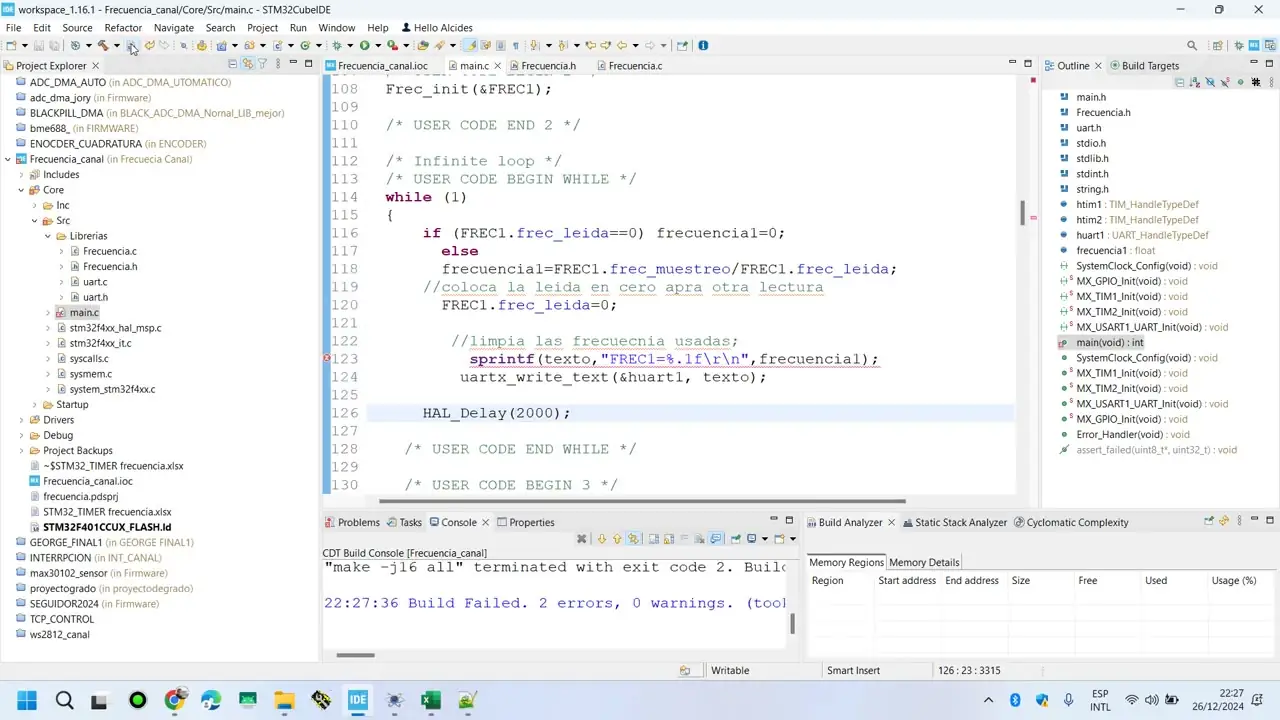 workspace_1.16.1 - Frecuencia_canal/Core/Src/main.c - STM32CubeIDE
File Edit Source Refactor Navigate Search Project Run Window Help Hello Alcides
Project Explorer
ADC_DMA_AUTO (in ADC_DMA_UTOMATICO)
adc_dma_jory (in Firmware)
BLACKPILL_DMA (in BLACK_ADC_DMA_Nornal_LIB_mejor)
bme688_ (in FIRMWARE)
ENOCDER_CUADRATURA (in ENCODER)
Frecuencia_canal (in Frecuecia Canal)
Includes
Core
Inc
Src
Librerias
Frecuencia.c
Frecuencia.h
uart.c
uart.h
main.c
stm32f4xx_hal_msp.c
stm32f4xx_it.c
syscalls.c
sysmem.c
system_stm32f4xx.c
Startup
Drivers
Debug
Project Backups
~$STM32_TIMER frecuencia.xlsx
Frecuencia_canal.ioc
frecuencia.pdsprj
STM32_TIMER frecuencia.xlsx
STM32F401CCUX_FLASH.ld
GEORGE_FINAL1 (in GEORGE FINAL1)
INTERRPCION (in INT_CANAL)
max30102_sensor (in Firmware)
proyectogrado (in proyectodegrado)
SEGUIDOR2024 (in Firmware)
TCP_CONTROL
ws2812_canal
Frecuencia_canal.ioc main.c Frecuencia.h Frecuencia.c
108 Frec_init(&FREC1);
109
110 /* USER CODE END 2 */
111
112 /* Infinite loop */
113 /* USER CODE BEGIN WHILE */
114 while (1)
115 {
116 if (FREC1.frec_leida==0) frecuencia1=0;
117 else
118 frecuencia1=FREC1.frec_muestreo/FREC1.frec_leida;
119 //coloca la leida en cero apra otra lectura
120 FREC1.frec_leida=0;
121
122 //limpia las frecuecnia usadas;
123 sprintf(texto,"FREC1=%.1f\r\n",frecuencia1);
124 uartx_write_text(&huart1, texto);
125
126 HAL_Delay(2000);
127
128 /* USER CODE END WHILE */
129
130 /* USER CODE BEGIN 3 */
Outline Build Targets
main.h
Frecuencia.h
uart.h
stdio.h
stdlib.h
stdint.h
string.h
htim1 : TIM_HandleTypeDef
htim2 : TIM_HandleTypeDef
huart1 : UART_HandleTypeDef
frecuencia1 : float
SystemClock_Config(void) : void
MX_GPIO_Init(void) : void
MX_TIM1_Init(void) : void
MX_TIM2_Init(void) : void
MX_USART1_UART_Init(void) : void
main(void) : int
SystemClock_Config(void) : void
MX_TIM1_Init(void) : void
MX_TIM2_Init(void) : void
MX_USART1_UART_Init(void) : void
MX_GPIO_Init(void) : void
Error_Handler(void) : void
assert_failed(uint8_t*, uint32_t) : void
Problems Tasks Console Properties
CDT Build Console [Frecuencia_canal]
"make -j16 all" terminated with exit code 2. Build
22:27:36 Build Failed. 2 errors, 0 warnings. (took
Build Analyzer Static Stack Analyzer Cyclomatic Complexity
Memory Regions Memory Details
Region Start address End address Size Free Used Usage (%)
Writable Smart Insert 126 : 23 : 3315
IDE
ESP
INTL
22:27
26/12/2024